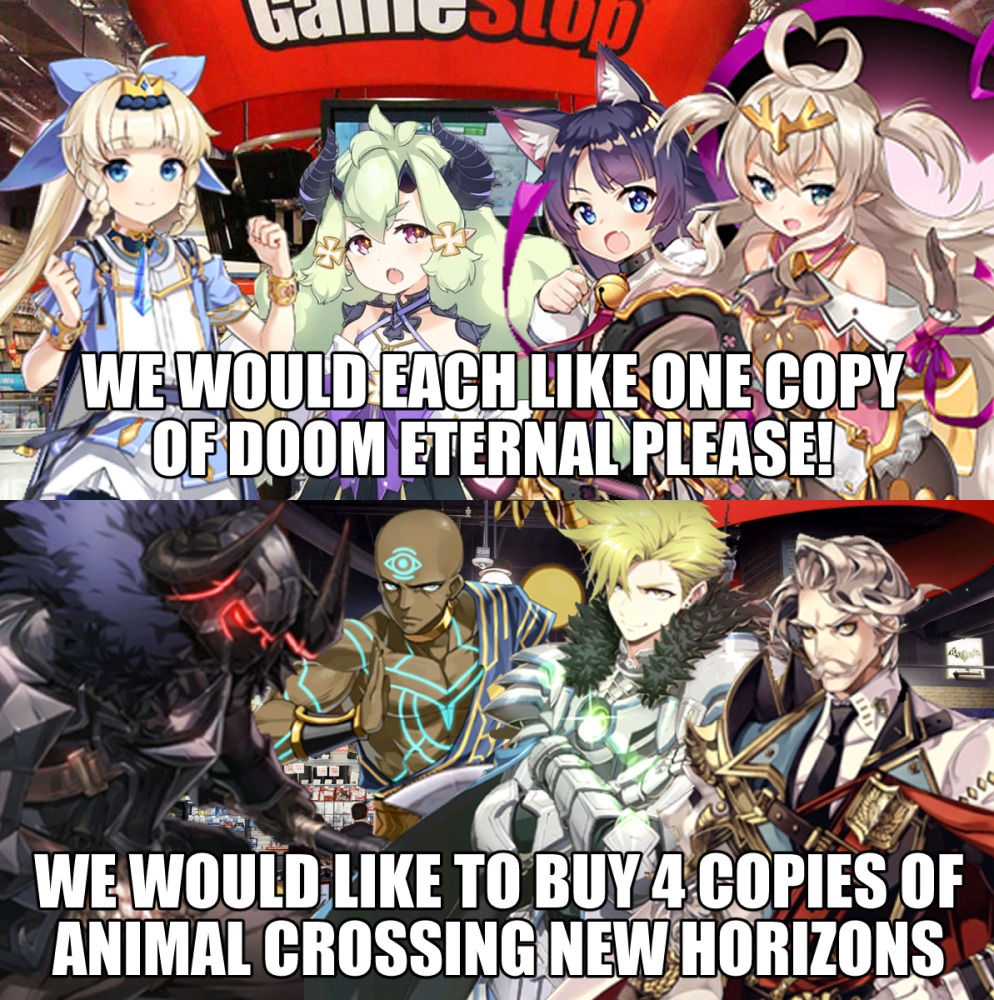 GameStop
WE WOULD EACH LIKE ONE COPY
OF DOOM ETERNAL PLEASE!
WE WOULD LIKE TO BUY 4 COPIES OF
ANIMAL CROSSING NEW HORIZONS